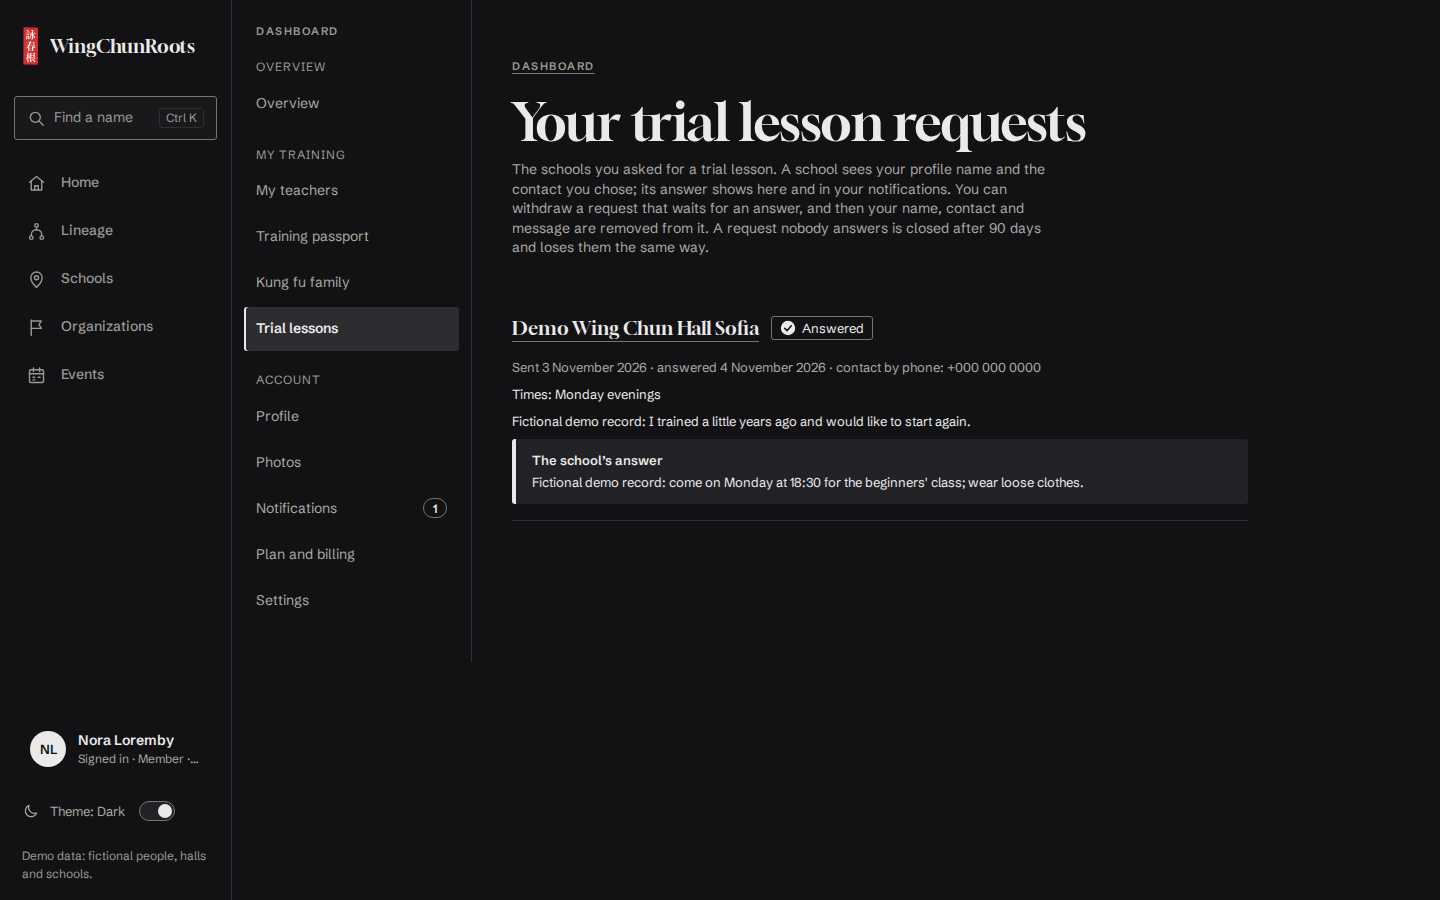 詠春根
WingChunRoots
Find a name
Ctrl K
Home
Lineage
Schools
Organizations
Events
Nora Loremby
Signed in · Member ·…
NL
Theme: Dark
Demo data: fictional people, halls
and schools.
DASHBOARD
OVERVIEW
Overview
MY TRAINING
My teachers
Training passport
Kung fu family
Trial lessons
ACCOUNT
Profile
Photos
Notifications
1
Plan and billing
Settings
DASHBOARD
Your trial lesson requests
The schools you asked for a trial lesson. A school sees your profile name and the
contact you chose; its answer shows here and in your notifications. You can
withdraw a request that waits for an answer, and then your name, contact and
message are removed from it. A request nobody answers is closed after 90 days
and loses them the same way.
Demo Wing Chun Hall Sofia
Answered
Sent 3 November 2026 · answered 4 November 2026 · contact by phone: +000 000 0000
Times: Monday evenings
Fictional demo record: I trained a little years ago and would like to start again.
The school’s answer
Fictional demo record: come on Monday at 18:30 for the beginners' class; wear loose clothes.